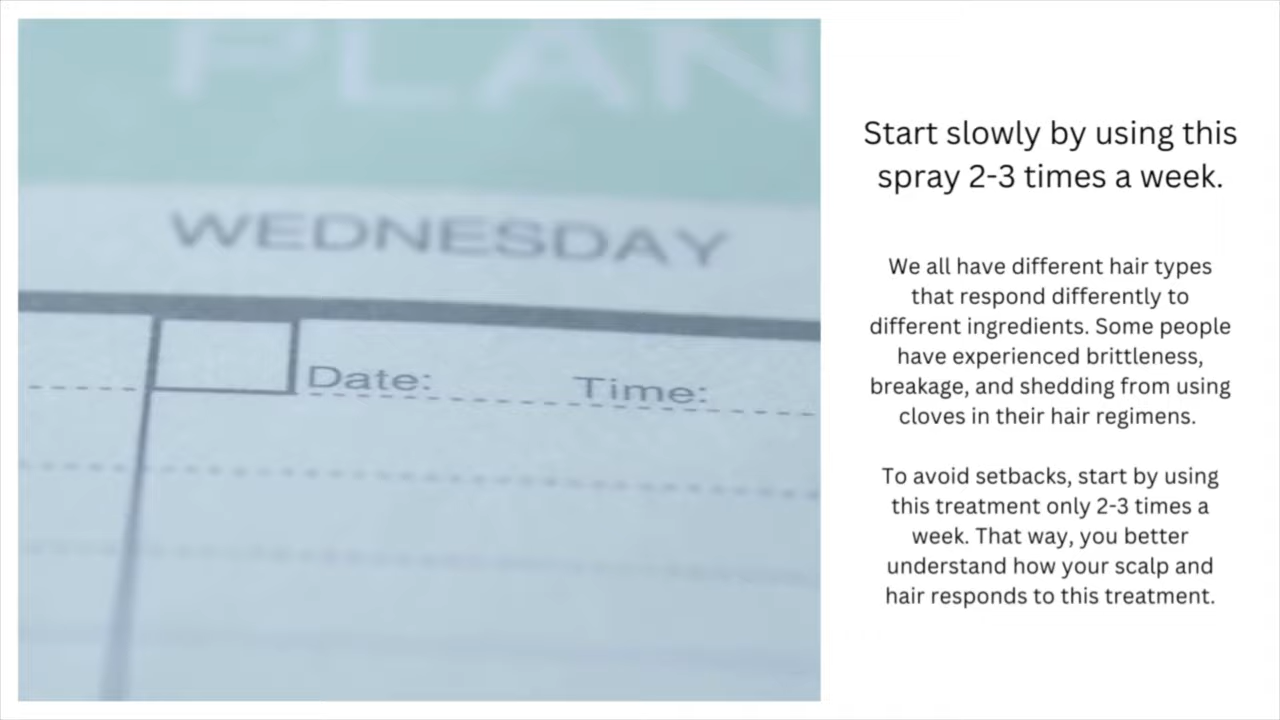 PLAN
WEDNESDAY
Date: Time:
Start slowly by using this
spray 2-3 times a week.
We all have different hair types
that respond differently to
different ingredients. Some people
have experienced brittleness,
breakage, and shedding from using
cloves in their hair regimens.
To avoid setbacks, start by using
this treatment only 2-3 times a
week. That way, you better
understand how your scalp and
hair responds to this treatment.